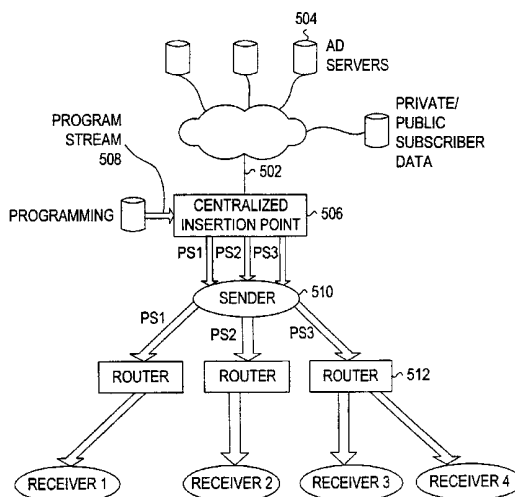 504
AD
SERVERS
PROGRAM
STREAM
508
PRIVATE/
PUBLIC
SUBSCRIBER
DATA
502
PROGRAMMING
CENTRALIZED
INSERTION POINT
506
PS1 PS2 PS3
SENDER
510
PS1
PS2
PS3
ROUTER
ROUTER
ROUTER
512
RECEIVER 1
RECEIVER 2
RECEIVER 3
RECEIVER 4